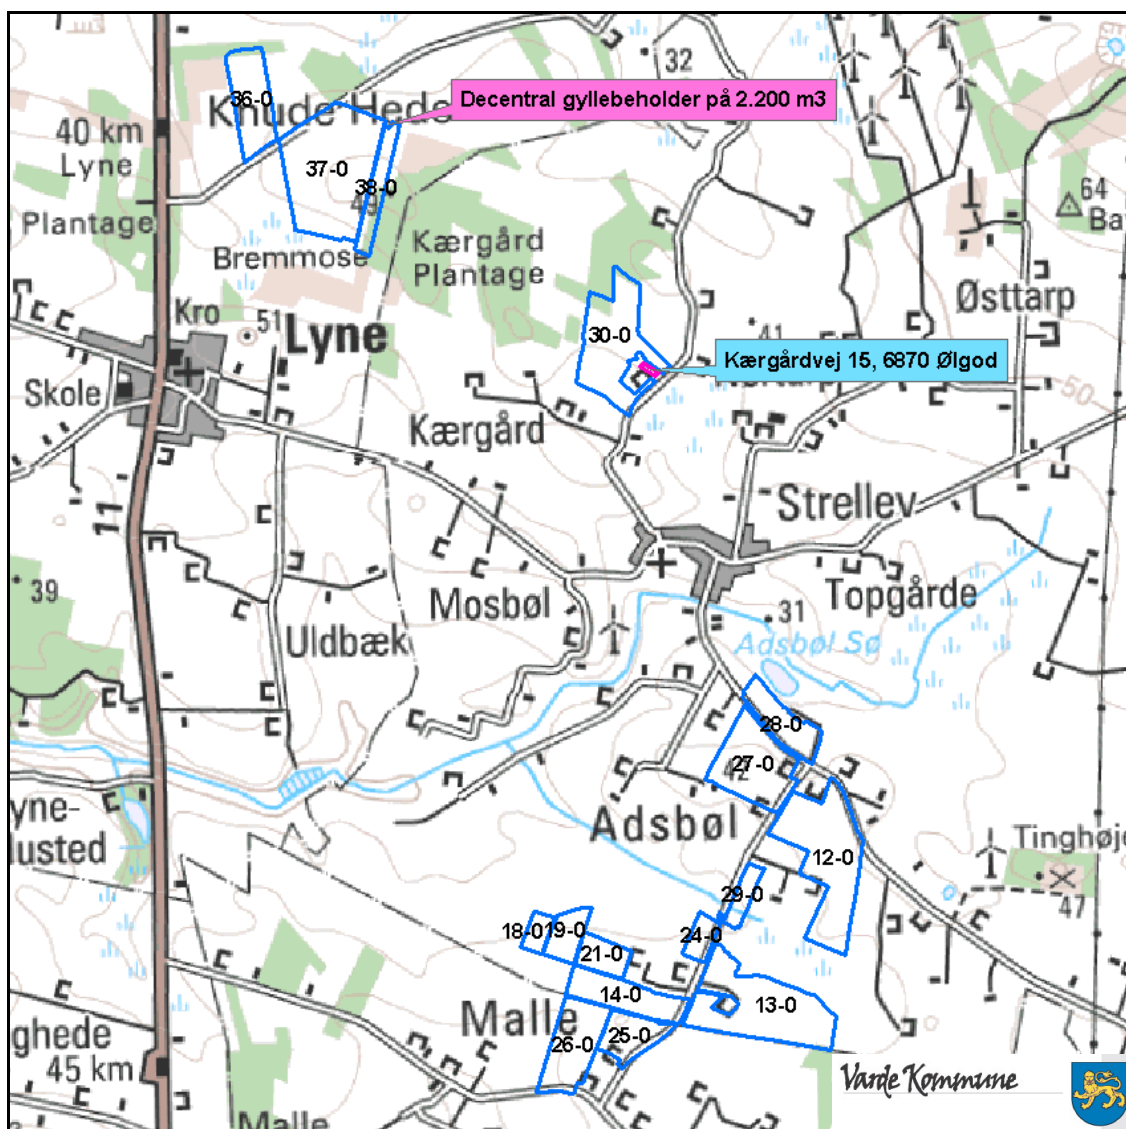 32
36-0
Knude Hede
Decentral gyllebeholder på 2.200 m3
40 km
Lyne
37-0
38-0
64
Plantage
Kærgård
Plantage
Bremmose
Østtarp
Kro
51
Lyne
30-0
41
Kærgårdvej 15, 6870 Ølgod
Skole
50
Kærgård
11
Strellev
39
Mosbøl
Topgårde
31
Uldbæk
Adsbøl Sø
28-0
27-0
Adsbøl
yne-
lusted
Tinghøje
12-0
29-0
47
18-0
19-0
24-0
21-0
14-0
13-0
Malle
25-0
26-0
ghede
45 km
Varde Kommune
Malle